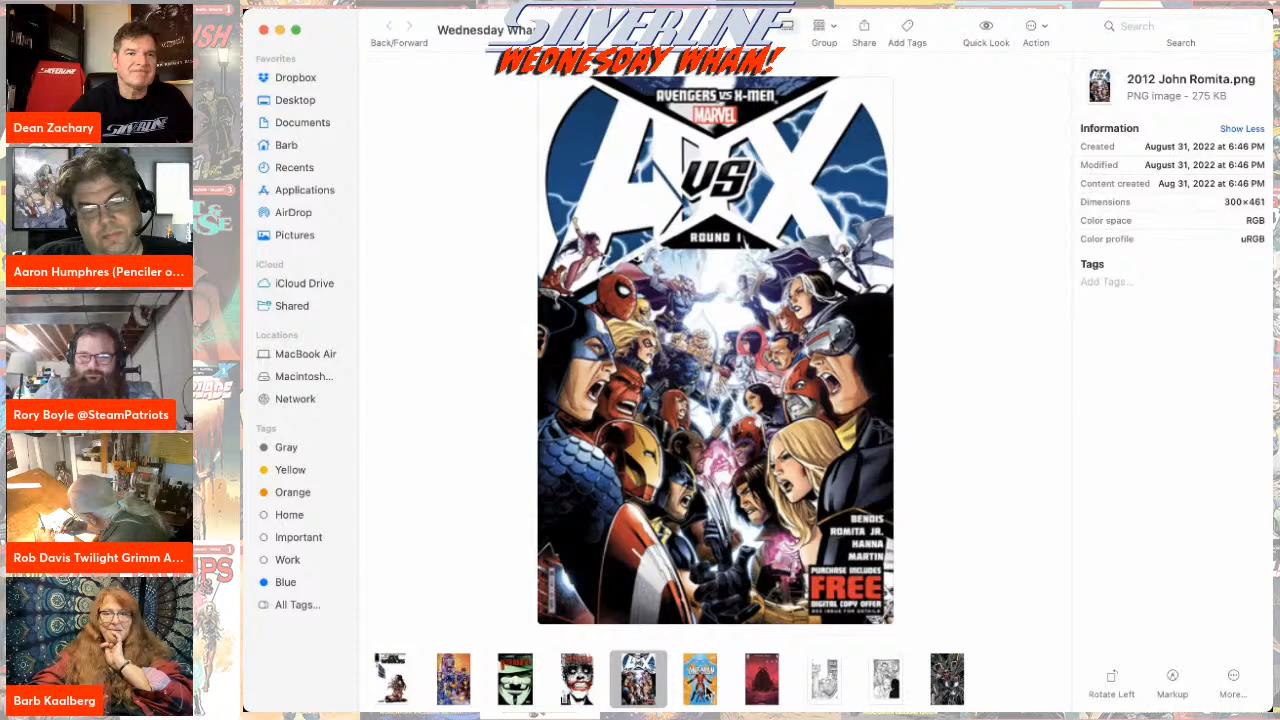 Dean Zachary
Aaron Humphres (Penciler o...
Rory Boyle @SteamPatriots
Rob Davis Twilight Grimm A...
Barb Kaalberg
SILVERLINE
WEDNESDAY WHAM!
Back/Forward
Wednesday Wha
Group
Share
Add Tags
Quick Look
Action
Search
Search
Favorites
Dropbox
Desktop
Documents
Barb
Recents
Applications
AirDrop
Pictures
iCloud
iCloud Drive
Shared
Locations
MacBook Air
Macintosh...
Network
Tags
Gray
Yellow
Orange
Home
Important
Work
Blue
All Tags...
AVENGERS VS X-MEN
MARVEL
A VS X
ROUND 1
BENDIS
ROMITA JR.
HANNA
MARTIN
PURCHASE INCLUDES
FREE
DIGITAL COPY OFFER
SEE ISSUE FOR DETAILS
2012 John Romita.png
PNG image - 275 KB
Information
Show Less
Created August 31, 2022 at 6:46 PM
Modified August 31, 2022 at 6:46 PM
Content created Aug 31, 2022 at 6:46 PM
Dimensions 300×461
Color space RGB
Color profile uRGB
Tags
Add Tags...
Rotate Left
Markup
More...